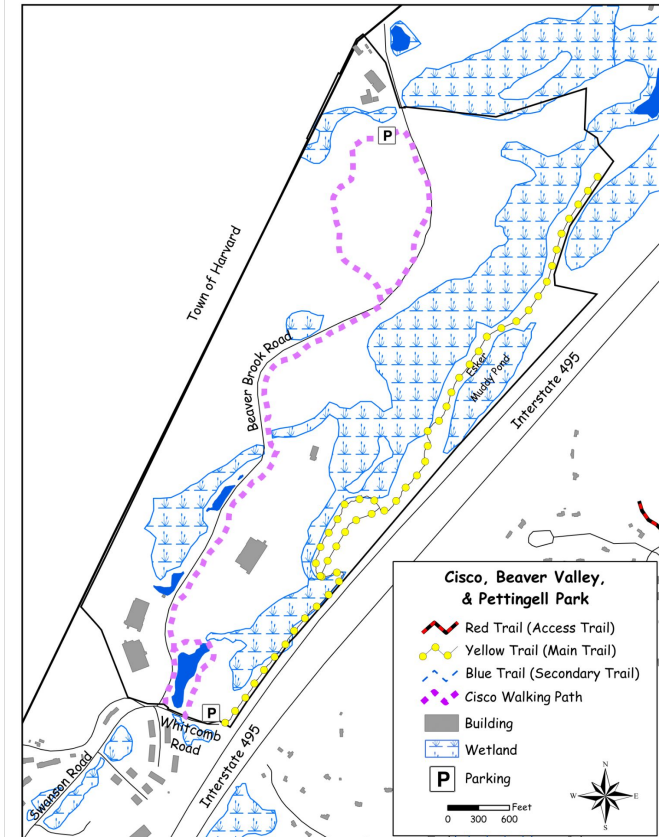 P
Town of Harvard
Beaver Brook Road
Esker
Muddy Pond
Interstate 495
Cisco, Beaver Valley,
& Pettingell Park
Red Trail (Access Trail)
Yellow Trail (Main Trail)
Blue Trail (Secondary Trail)
Cisco Walking Path
Building
Wetland
P Parking
Feet
0 300 600
N
W E
S
P
Whitcomb
Road
Interstate 495
Swanson Road